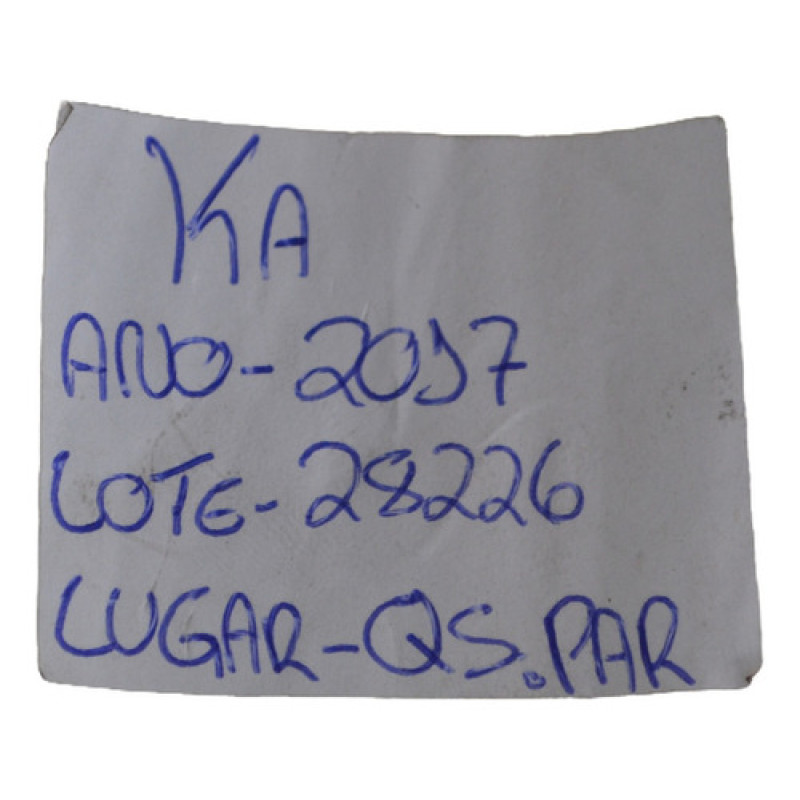 KA
ANO-2017
LOTE-28226
LUGAR-QS.PAR